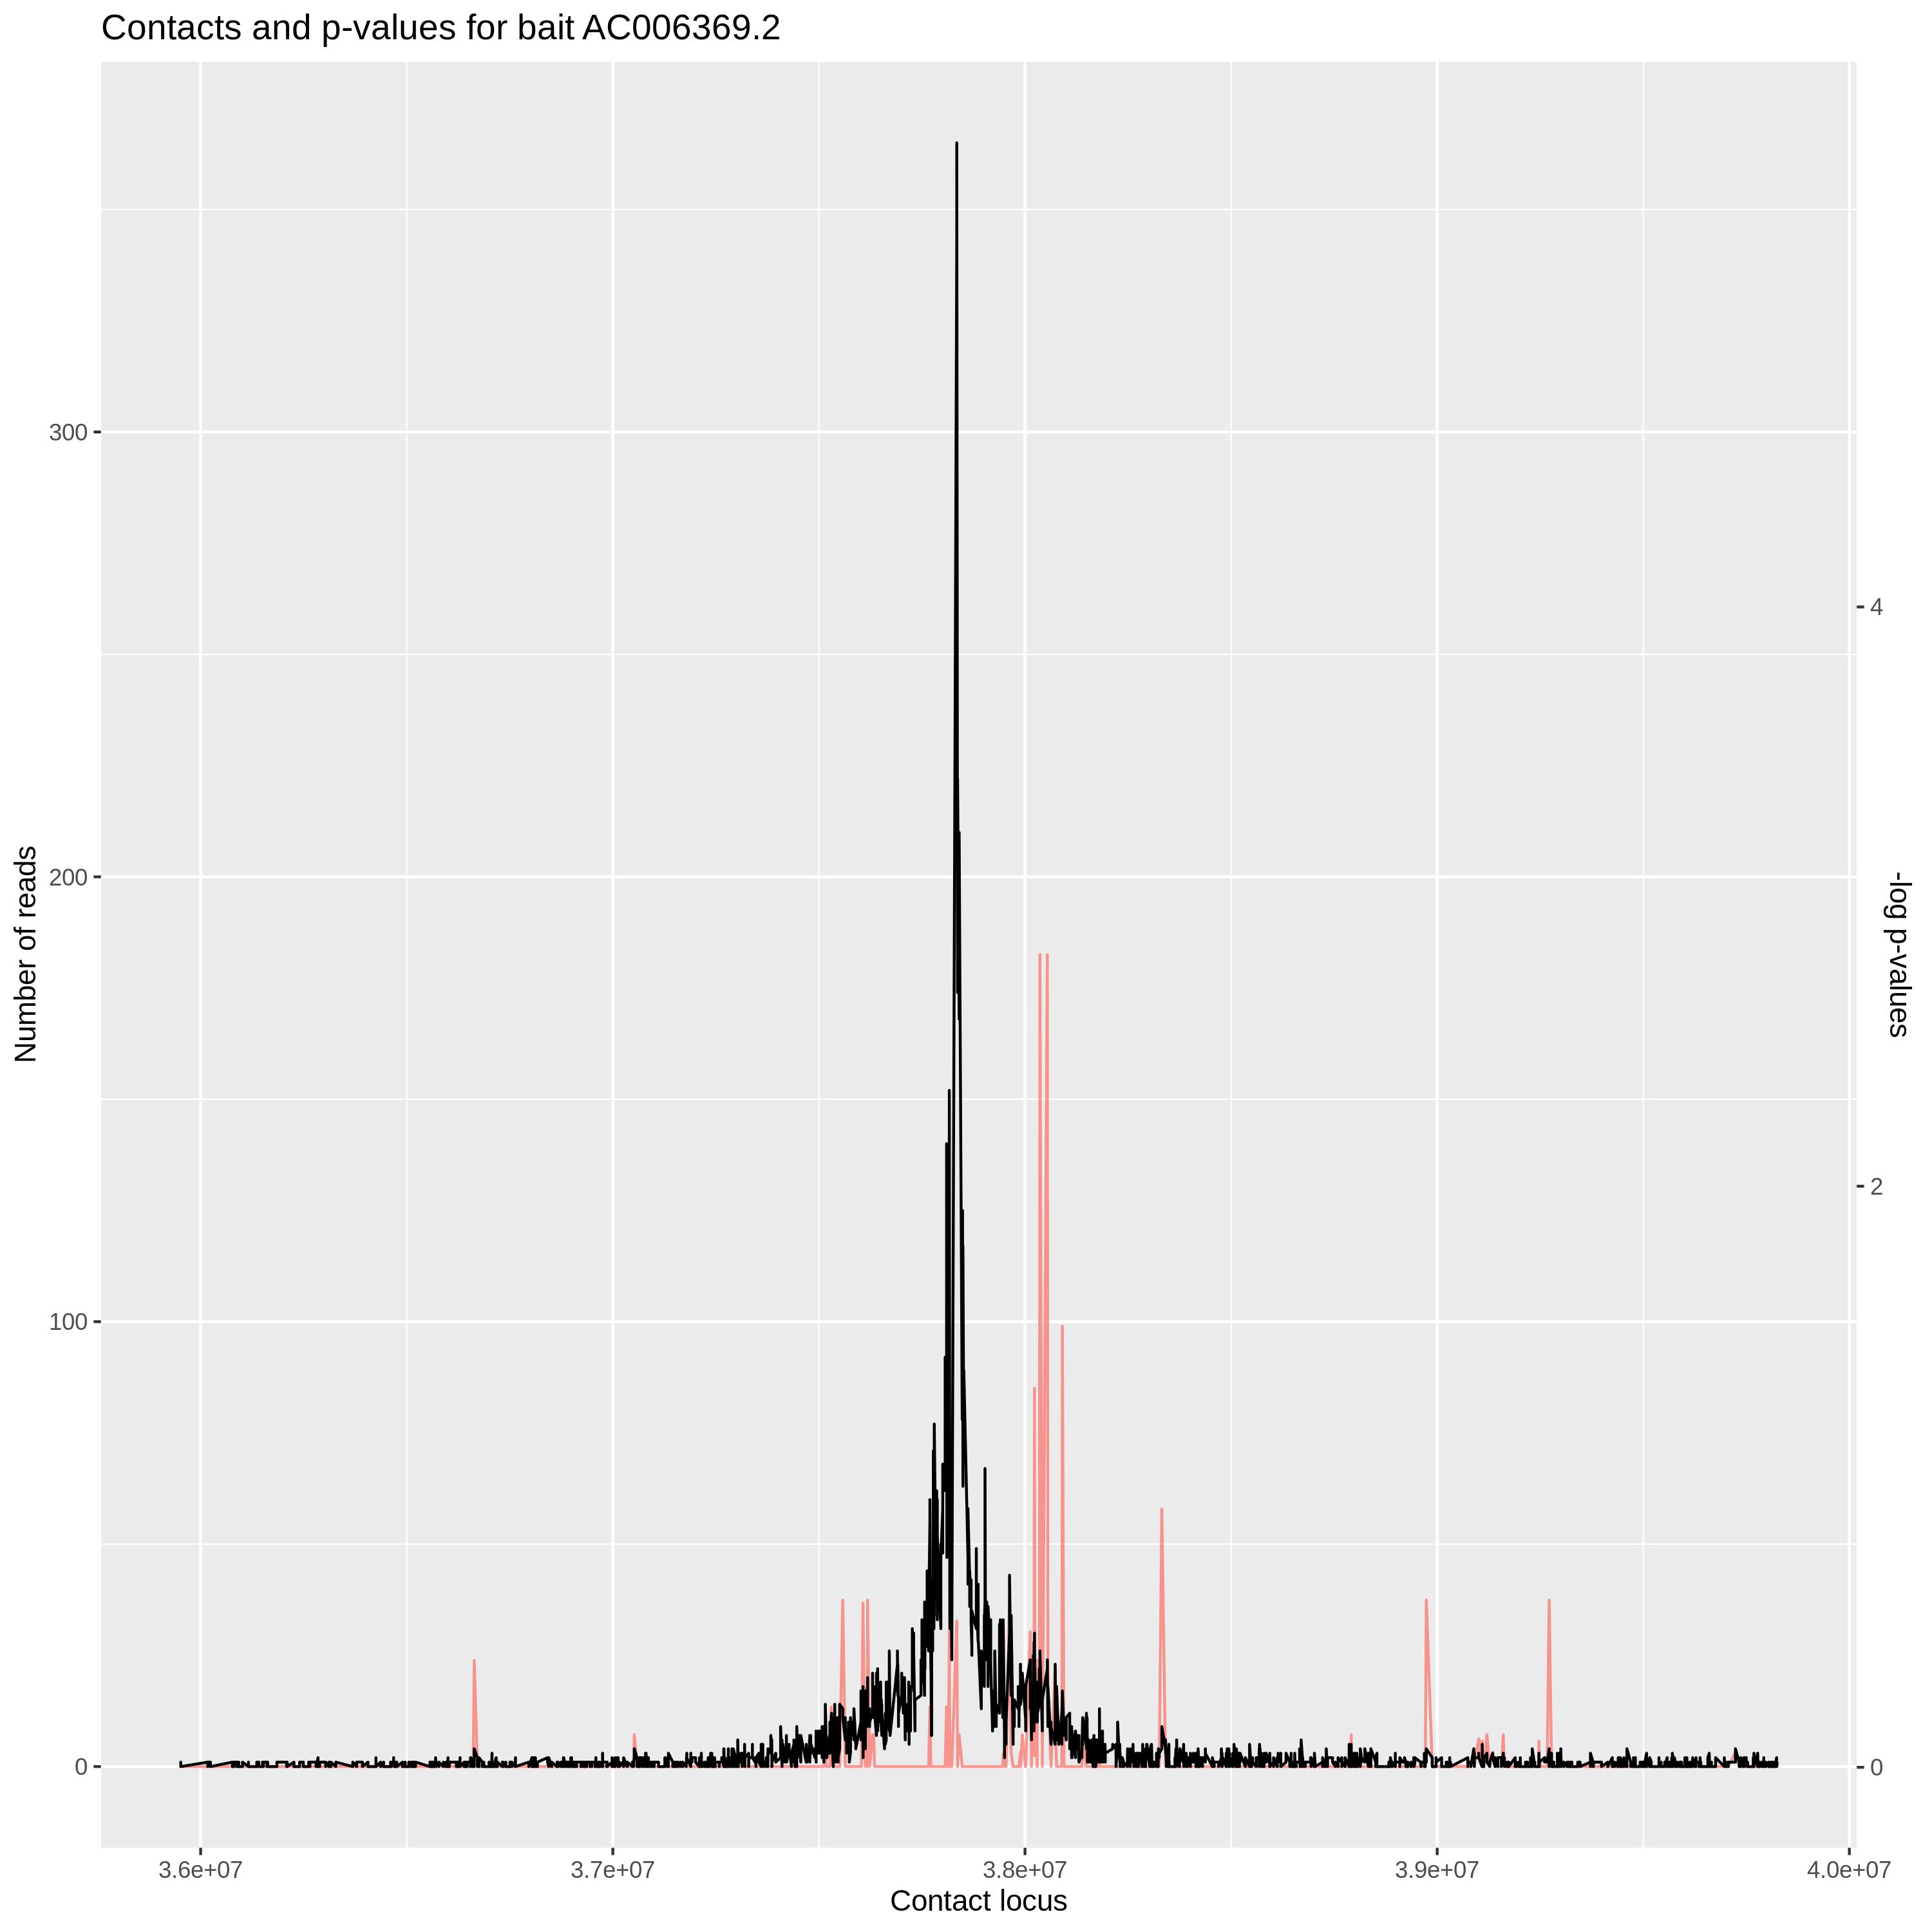 Contacts and p-values for bait AC006369.2
300
200
100
0
Number of reads
4
2
0
-log p-values
3.6e+07 3.7e+07 3.8e+07 3.9e+07 4.0e+07
Contact locus